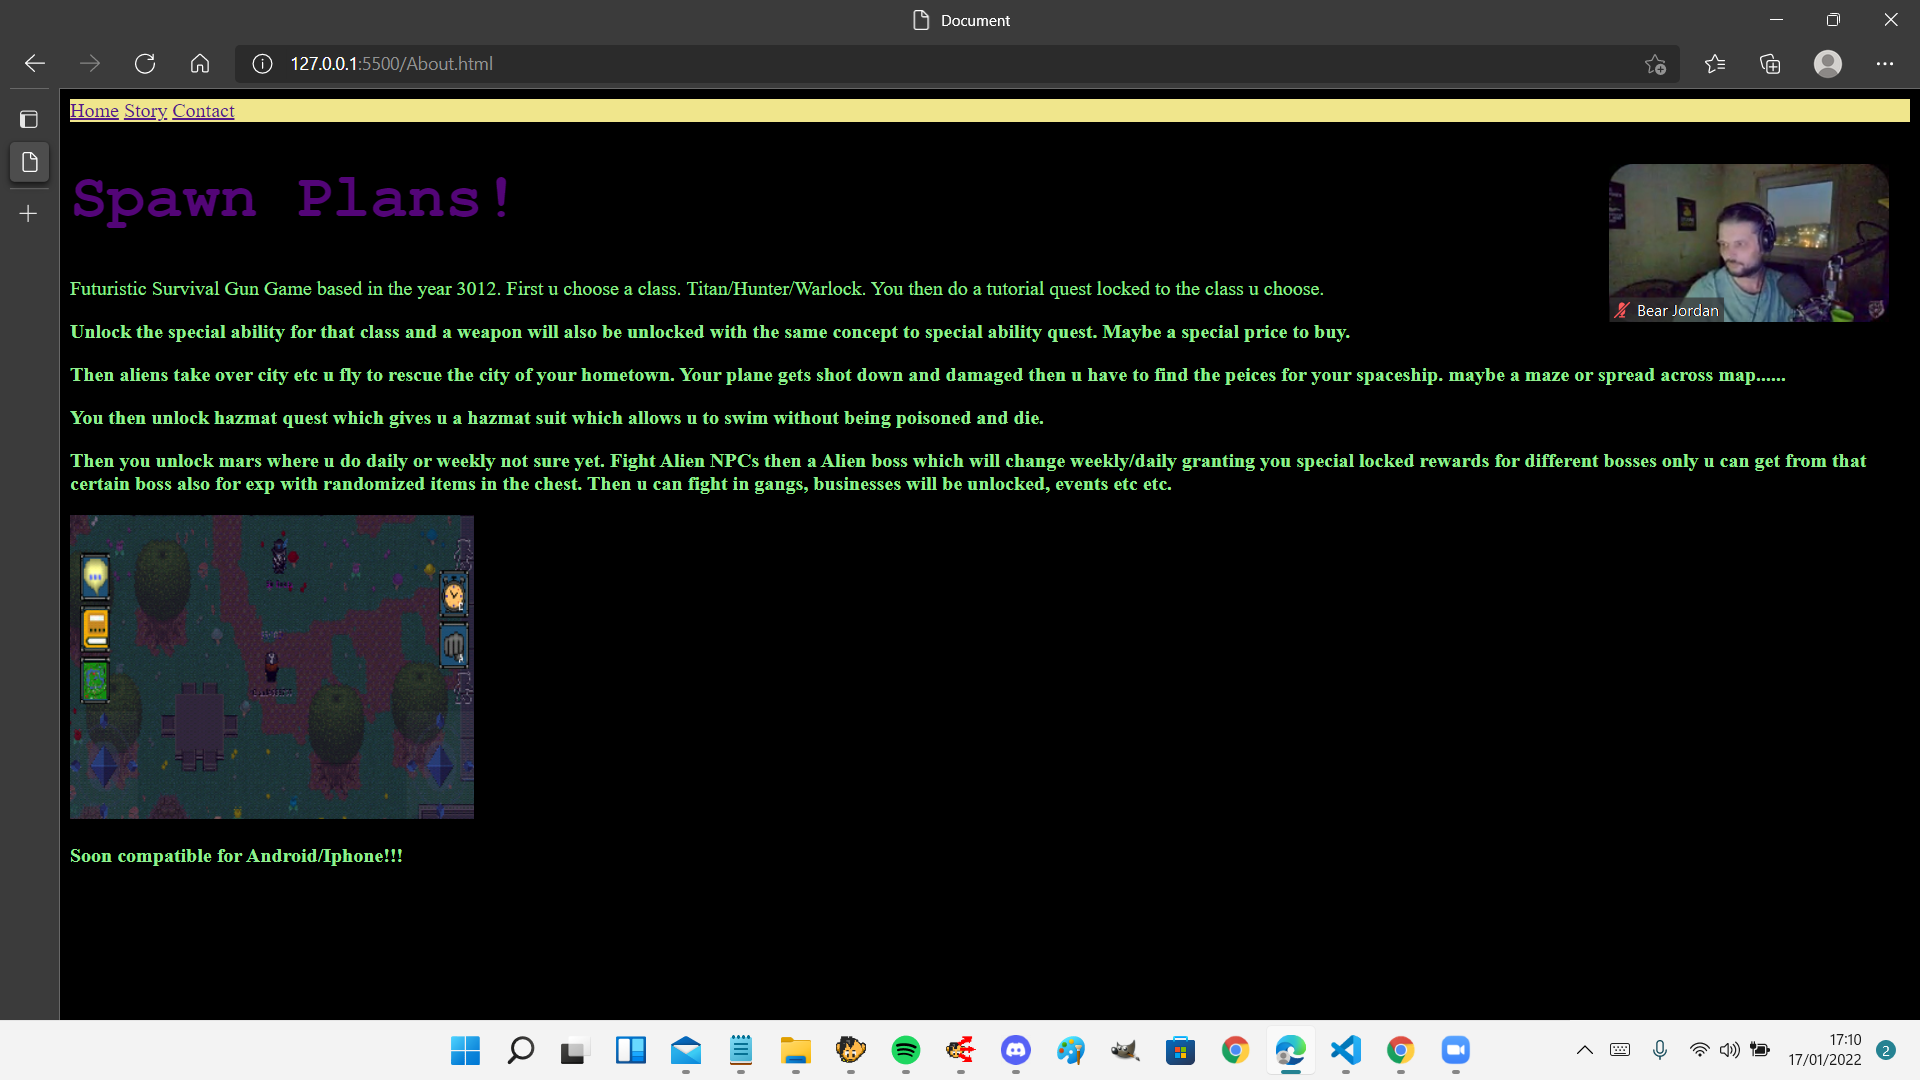 Document
127.0.0.1:5500/About.html
Home Story Contact
Spawn Plans!
Bear Jordan
Futuristic Survival Gun Game based in the year 3012. First u choose a class. Titan/Hunter/Warlock. You then do a tutorial quest locked to the class u choose.
Unlock the special ability for that class and a weapon will also be unlocked with the same concept to special ability quest. Maybe a special price to buy.
Then aliens take over city etc u fly to rescue the city of your hometown. Your plane gets shot down and damaged then u have to find the peices for your spaceship. maybe a maze or spread across map......
You then unlock hazmat quest which gives u a hazmat suit which allows u to swim without being poisoned and die.
Then you unlock mars where u do daily or weekly not sure yet. Fight Alien NPCs then a Alien boss which will change weekly/daily granting you special locked rewards for different bosses only u can get from that
certain boss also for exp with randomized items in the chest. Then u can fight in gangs, businesses will be unlocked, events etc etc.
Soon compatible for Android/Iphone!!!
17:10
17/01/2022
2